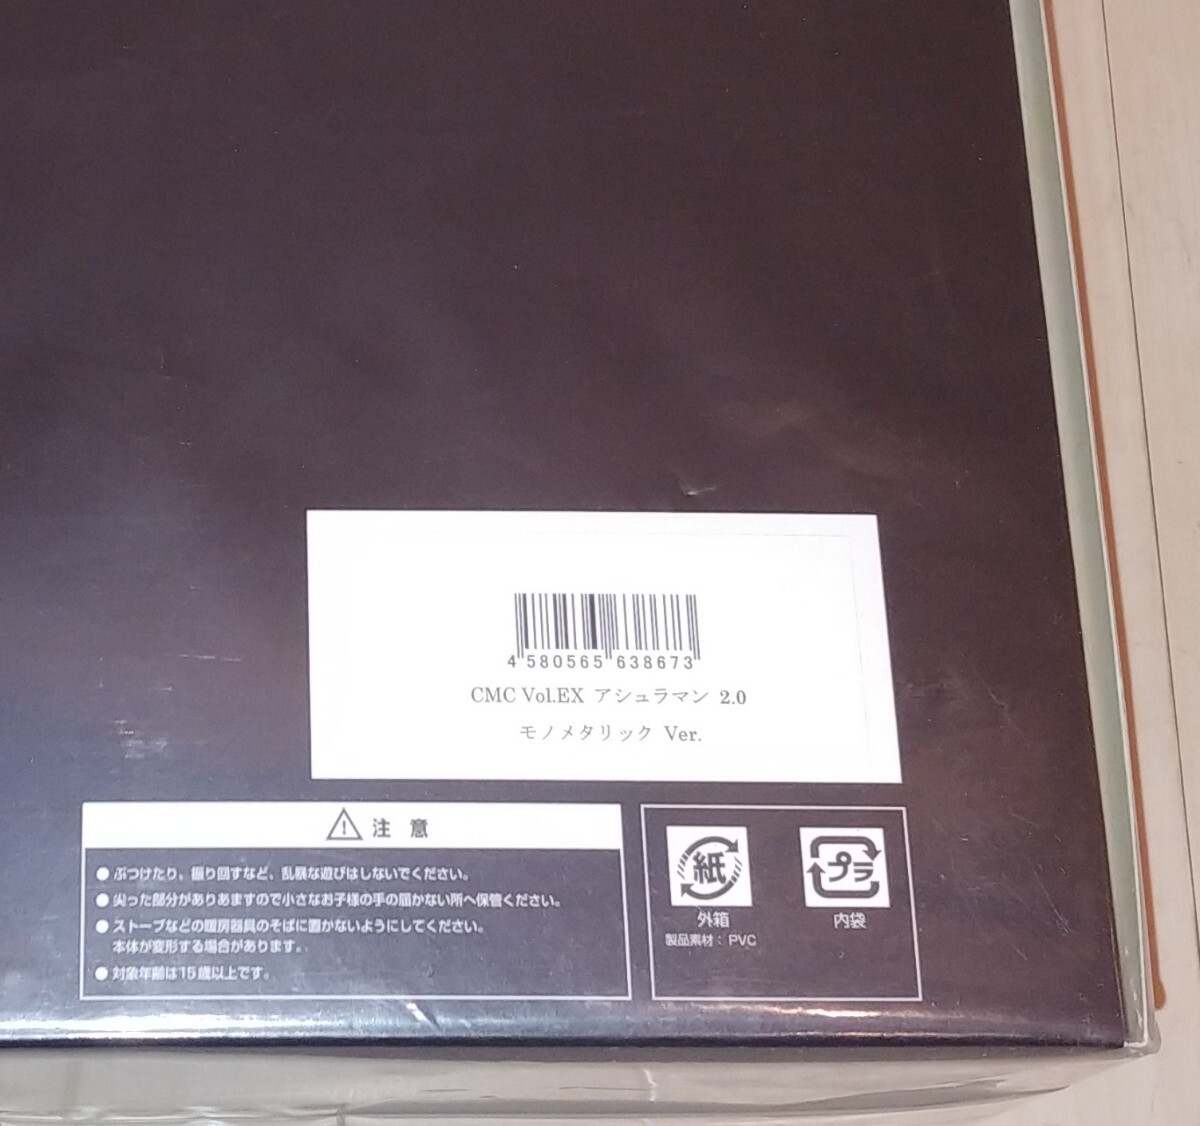 4 580565 638673
CMC Vol.EX アシュラマン 2.0
モノメタリック Ver.
注 意
● ぶつけたり、振り回すなど、乱暴な遊びはしないでください。
● 尖った部分がありあますので小さなお子様の手の届かない所へ保管ください。
● ストーブなどの暖房器具のそばに置かないようにしてください。
本体が変形する場合があります。
● 対象年齢は15歳以上です。
紙
外箱
製品素材：PVC
プラ
内袋